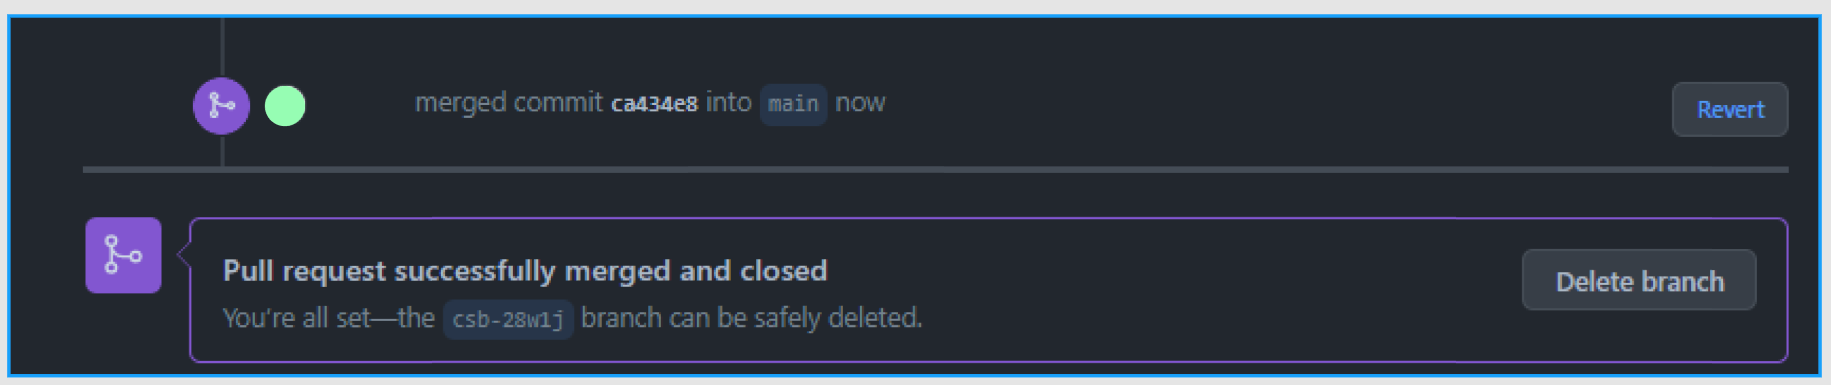 merged commit ca434e8 into main now
Revert
Pull request successfully merged and closed
You're all set—the csb-28w1j branch can be safely deleted.
Delete branch